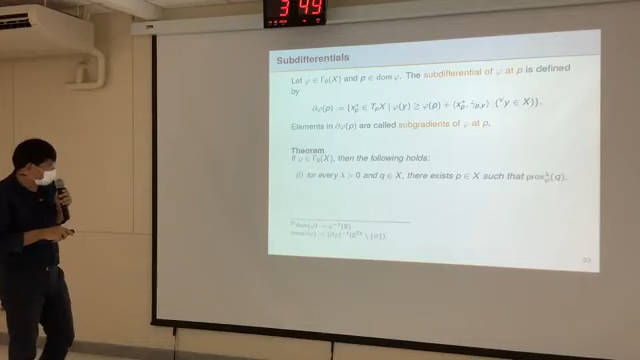 3 49
Subdifferentials
Let φ ∈ Γ₀(X) and p ∈ dom φ. The subdifferential of φ at p is defined
by
∂φ(p) := {x*ₚ ∈ TₚX | φ(y) ≥ φ(p) + ⟨x*ₚ, γ̇ₚ,ᵧ⟩ (∀y ∈ X)}.
Elements in ∂φ(p) are called subgradients of φ at p.
Theorem
If φ ∈ Γ₀(X), then the following holds:
for every λ > 0 and q ∈ X, there exists p ∈ X such that prox
(q).